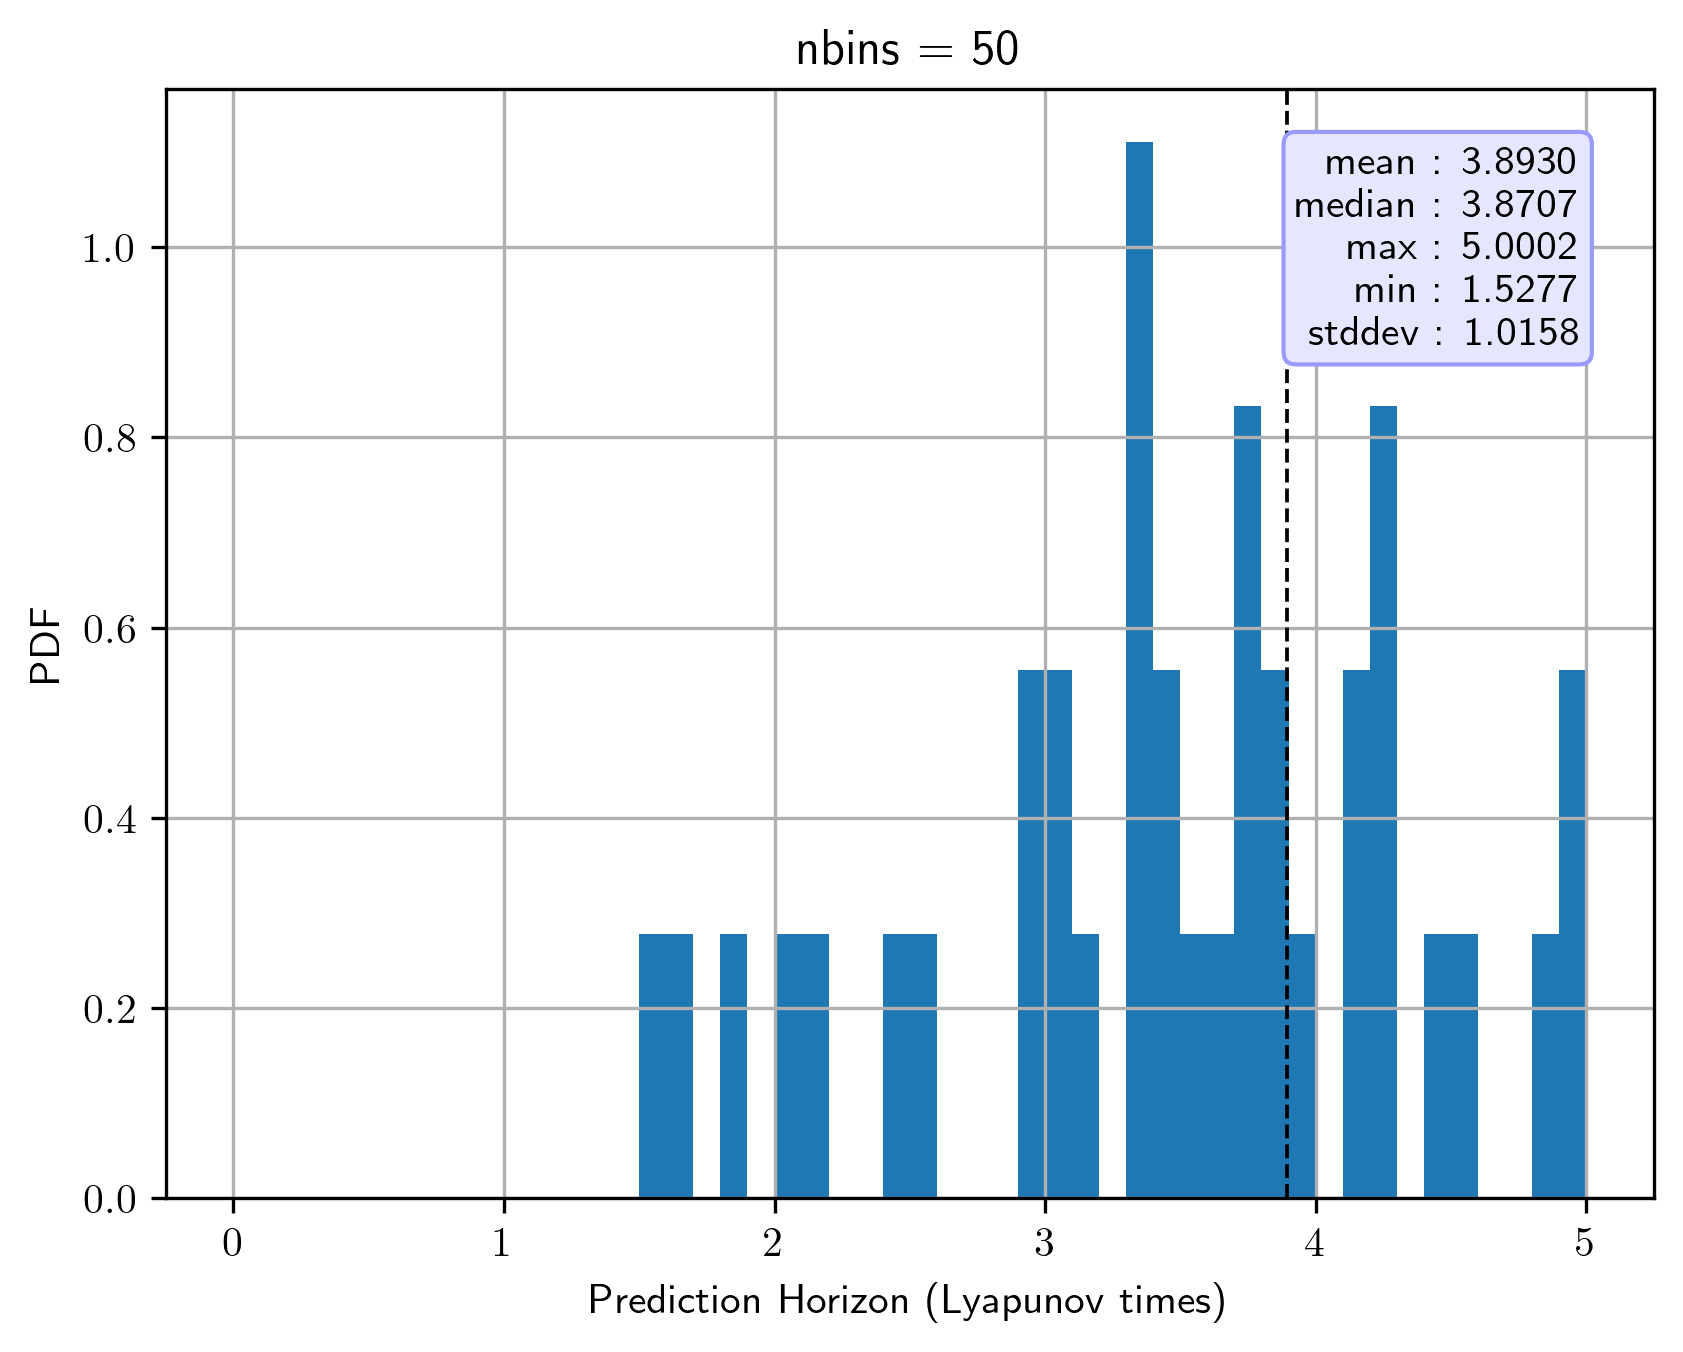 nbins = 50
mean : 3.8930
median : 3.8707
max : 5.0002
min : 1.5277
stddev : 1.0158
PDF
1.0
0.8
0.6
0.4
0.2
0.0
0 1 2 3 4 5
Prediction Horizon (Lyapunov times)